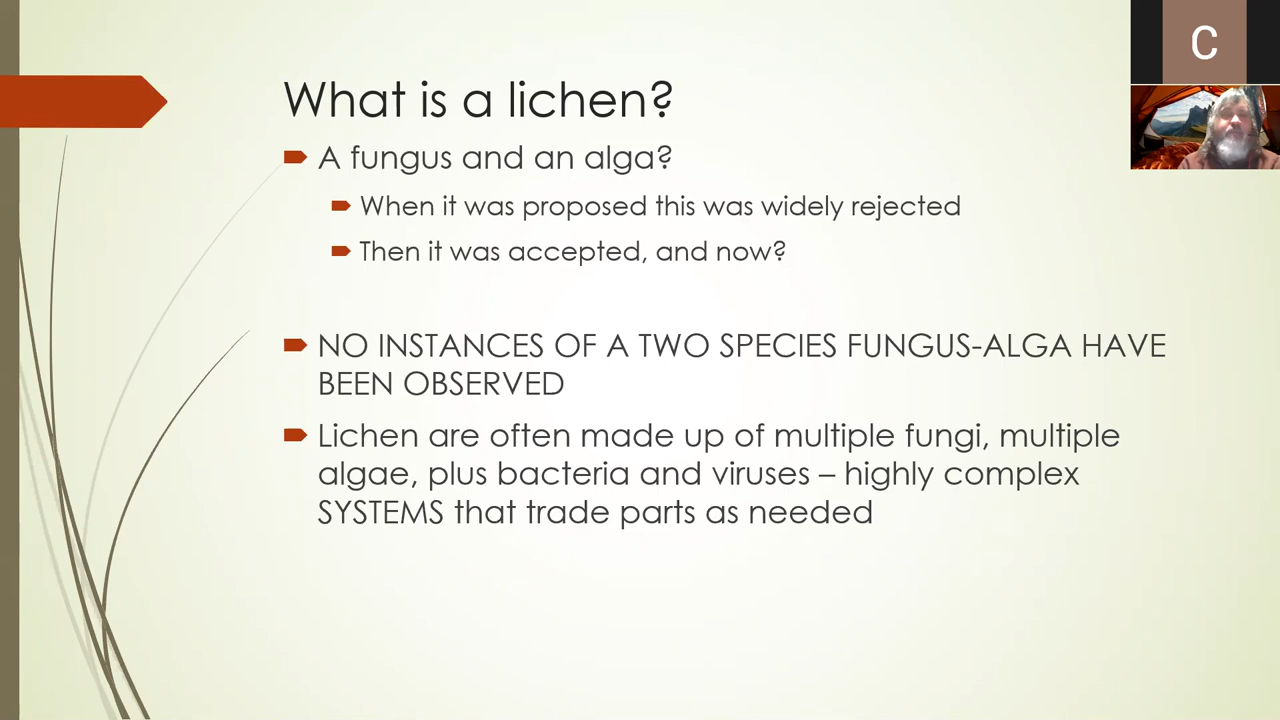 What is a lichen?
A fungus and an alga?
When it was proposed this was widely rejected
Then it was accepted, and now?
NO INSTANCES OF A TWO SPECIES FUNGUS-ALGA HAVE
BEEN OBSERVED
Lichen are often made up of multiple fungi, multiple
algae, plus bacteria and viruses – highly complex
SYSTEMS that trade parts as needed
C